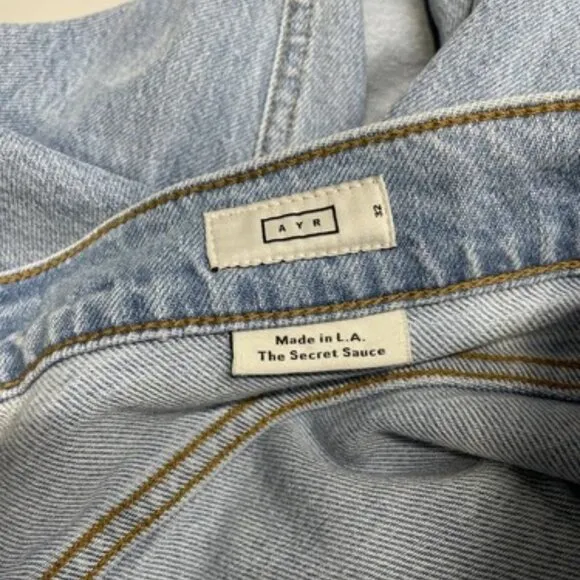 AYR
32
Made in L.A.
The Secret Sauce